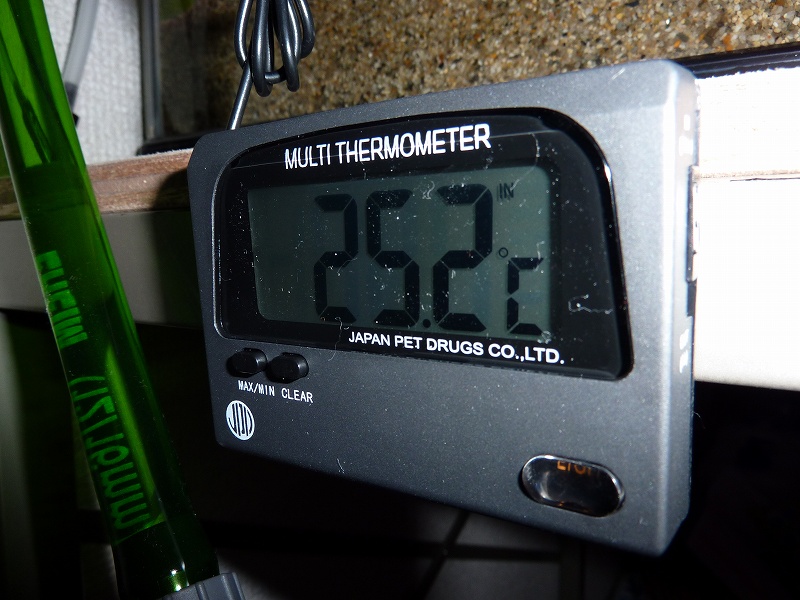 MULTI THERMOMETER
IN
25.2°C
JAPAN PET DRUGS CO.,LTD.
MAX/MIN CLEAR